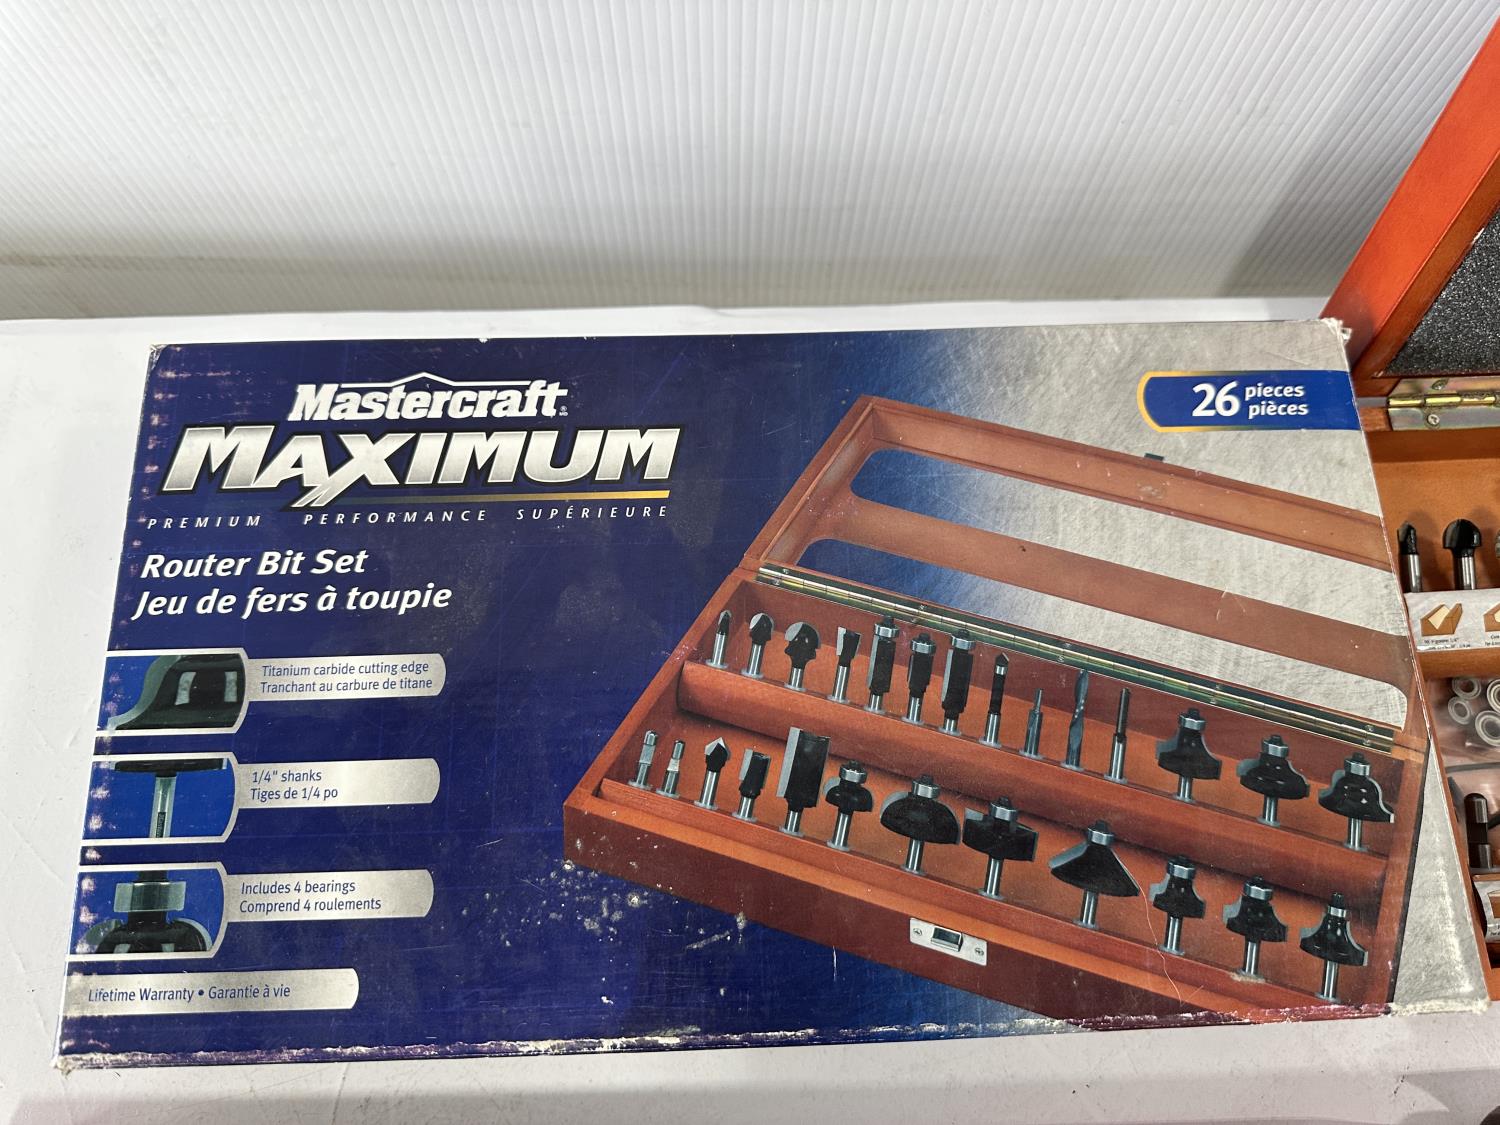 Mastercraft
MAXIMUM
PREMIUM PERFORMANCE SUPÉRIEURE
Router Bit Set
Jeu de fers à toupie
Titanium carbide cutting edge
Tranchant au carbure de titane
1/4" shanks
Tiges de 1/4 po
Includes 4 bearings
Comprend 4 roulements
Lifetime Warranty • Garantie à vie
26 pieces
pièces